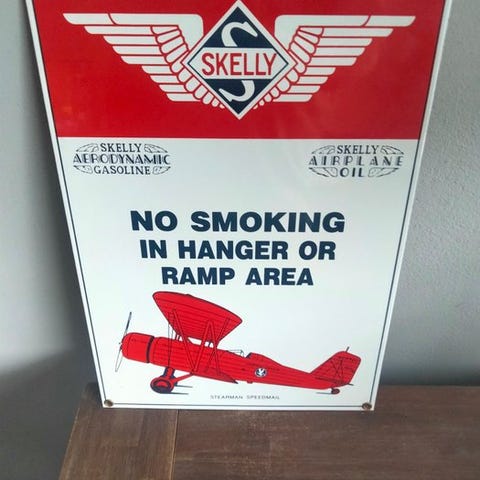 S
SKELLY
SKELLY
AERODYNAMIC
GASOLINE
SKELLY
AIRPLANE
OIL
NO SMOKING
IN HANGER OR
RAMP AREA
STEARMAN SPEEDMAIL